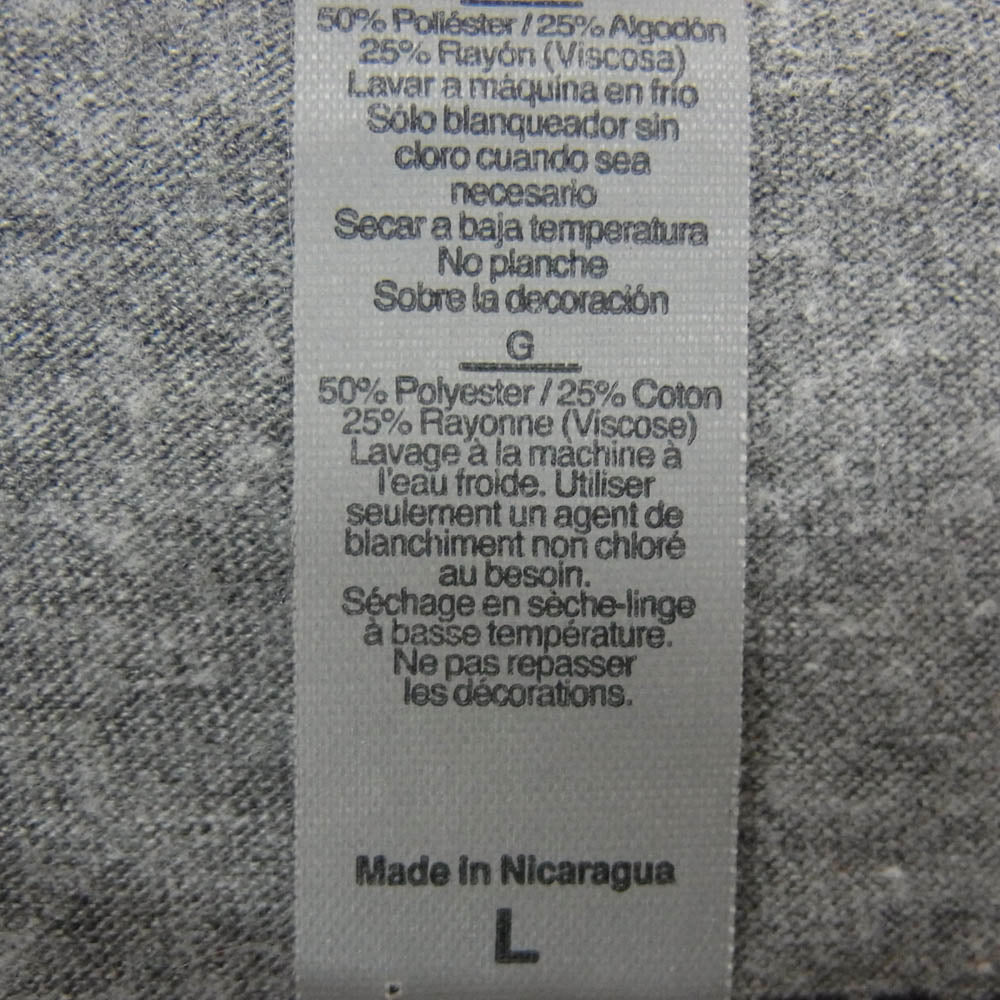 50% Poliéster / 25% Algodón
25% Rayón (Viscosa)
Lavar a máquina en frío
Sólo blanqueador sin
cloro cuando sea
necesario
Secar a baja temperatura
No planche
Sobre la decoración
G
50% Polyester / 25% Coton
25% Rayonne (Viscose)
Lavage à la machine à
l'eau froide. Utiliser
seulement un agent de
blanchiment non chloré
au besoin.
Séchage en sèche-linge
à basse température.
Ne pas repasser
les décorations.
Made in Nicaragua
L